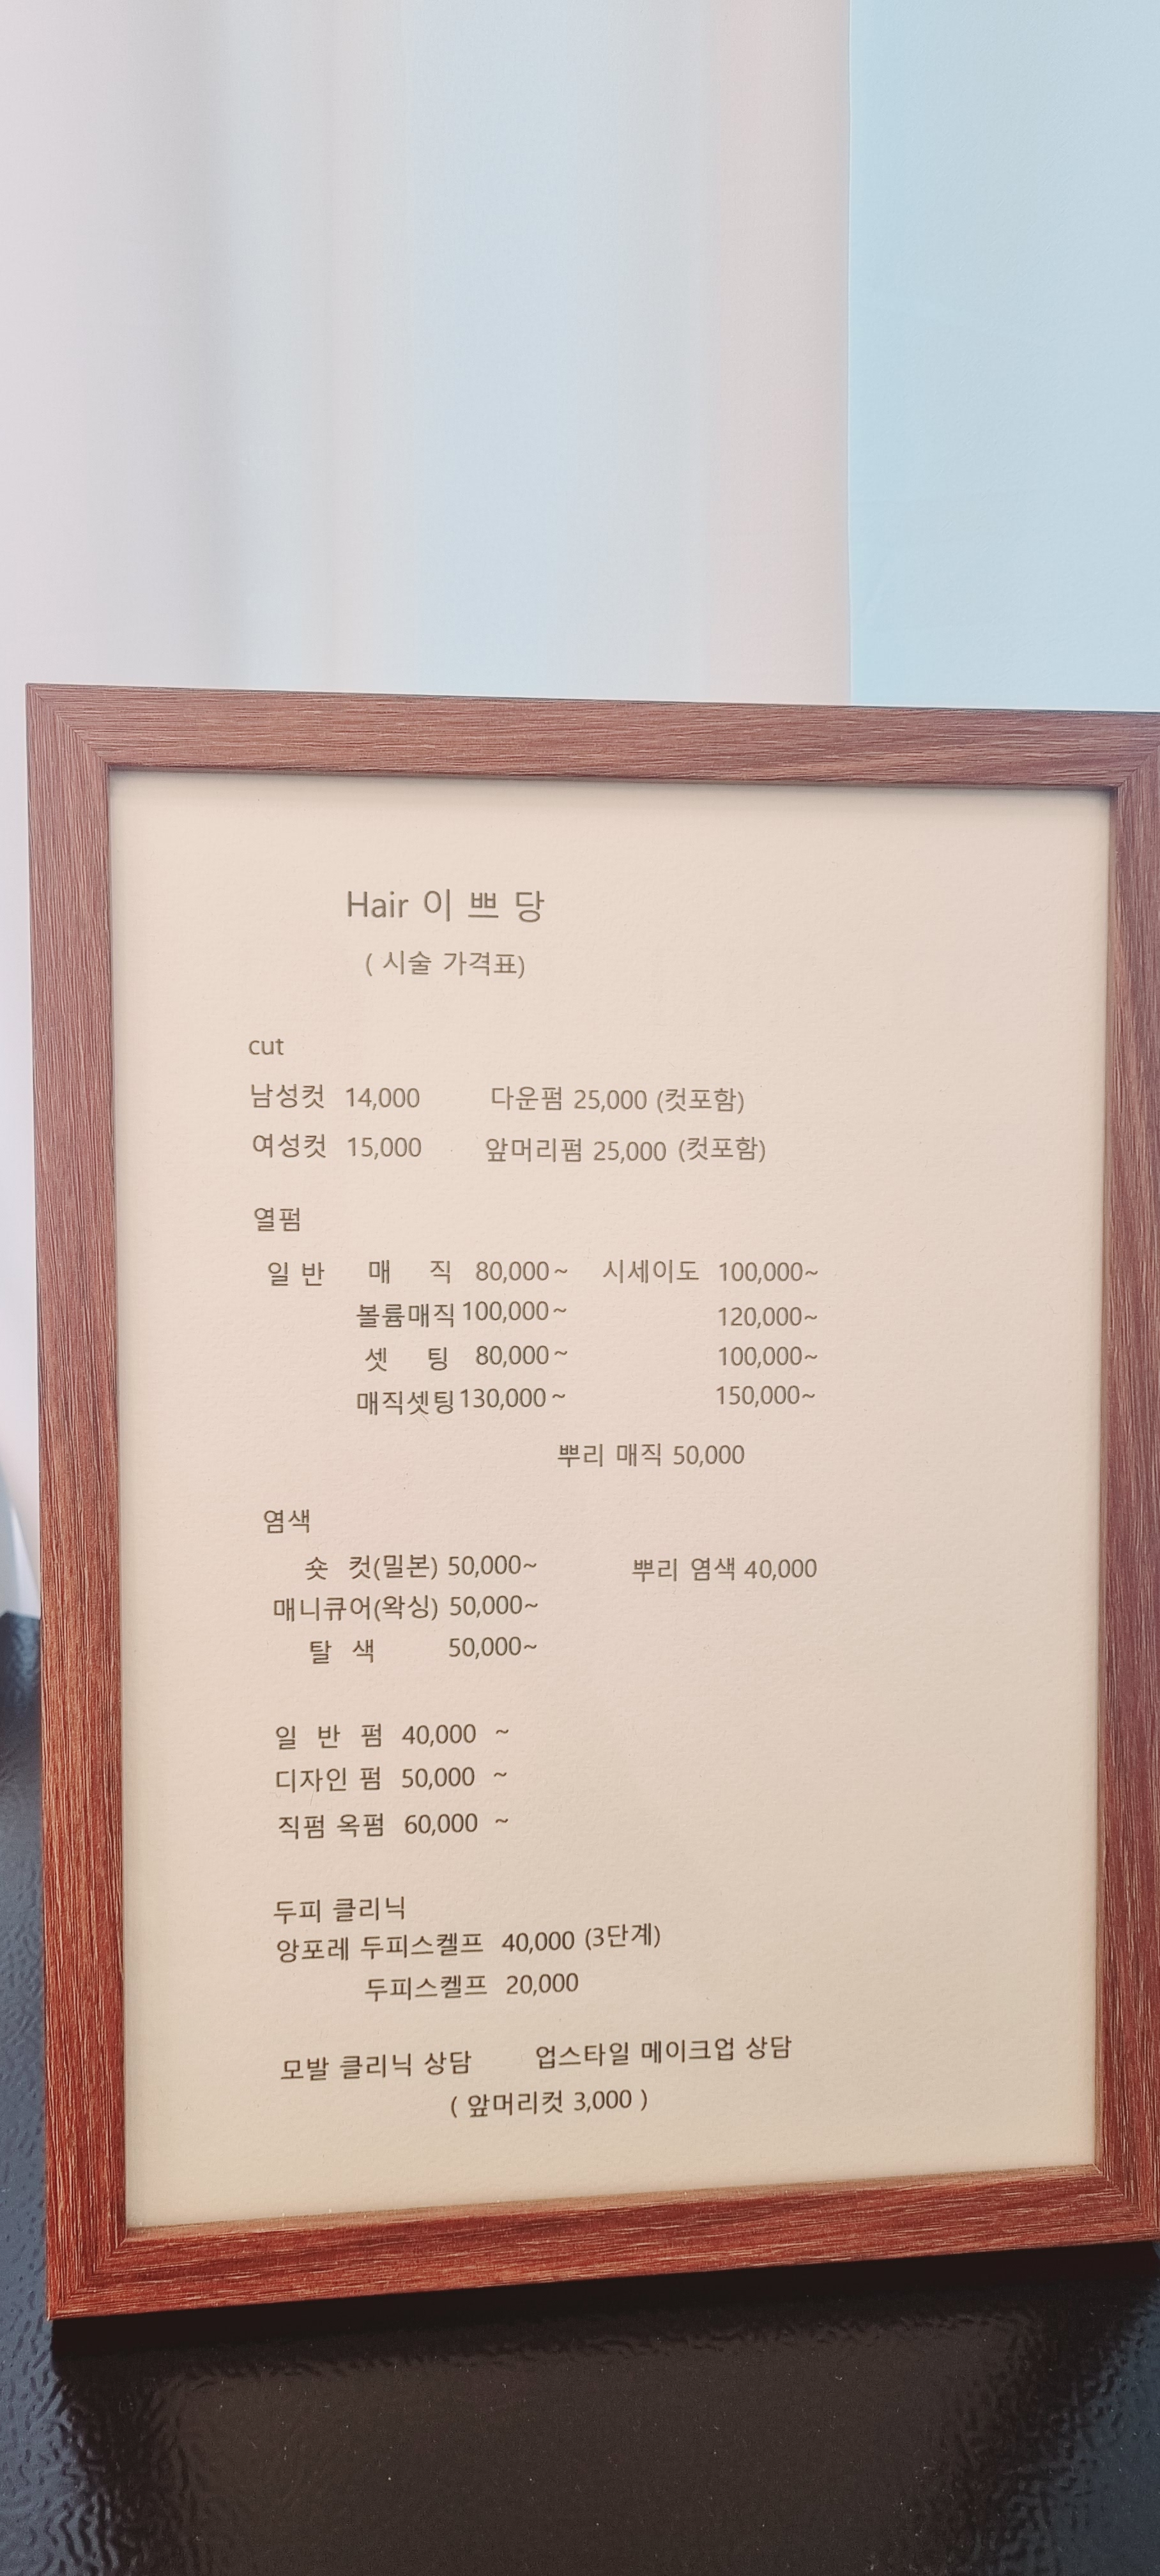 Hair 이 쁘 당
( 시술 가격표)
cut
남성컷 14,000 다운펌 25,000 (컷포함)
여성컷 15,000 앞머리펌 25,000 (컷포함)
열펌
일 반 매 직 80,000~ 시세이도 100,000~
볼륨매직 100,000~ 120,000~
셋 팅 80,000~ 100,000~
매직셋팅 130,000~ 150,000~
뿌리 매직 50,000
염색
숏 컷(밀본) 50,000~ 뿌리 염색 40,000
매니큐어(왁싱) 50,000~
탈 색 50,000~
일 반 펌 40,000 ~
디자인 펌 50,000 ~
직펌 옥펌 60,000 ~
두피 클리닉
앙포레 두피스켈프 40,000 (3단계)
두피스켈프 20,000
모발 클리닉 상담 업스타일 메이크업 상담
( 앞머리컷 3,000 )